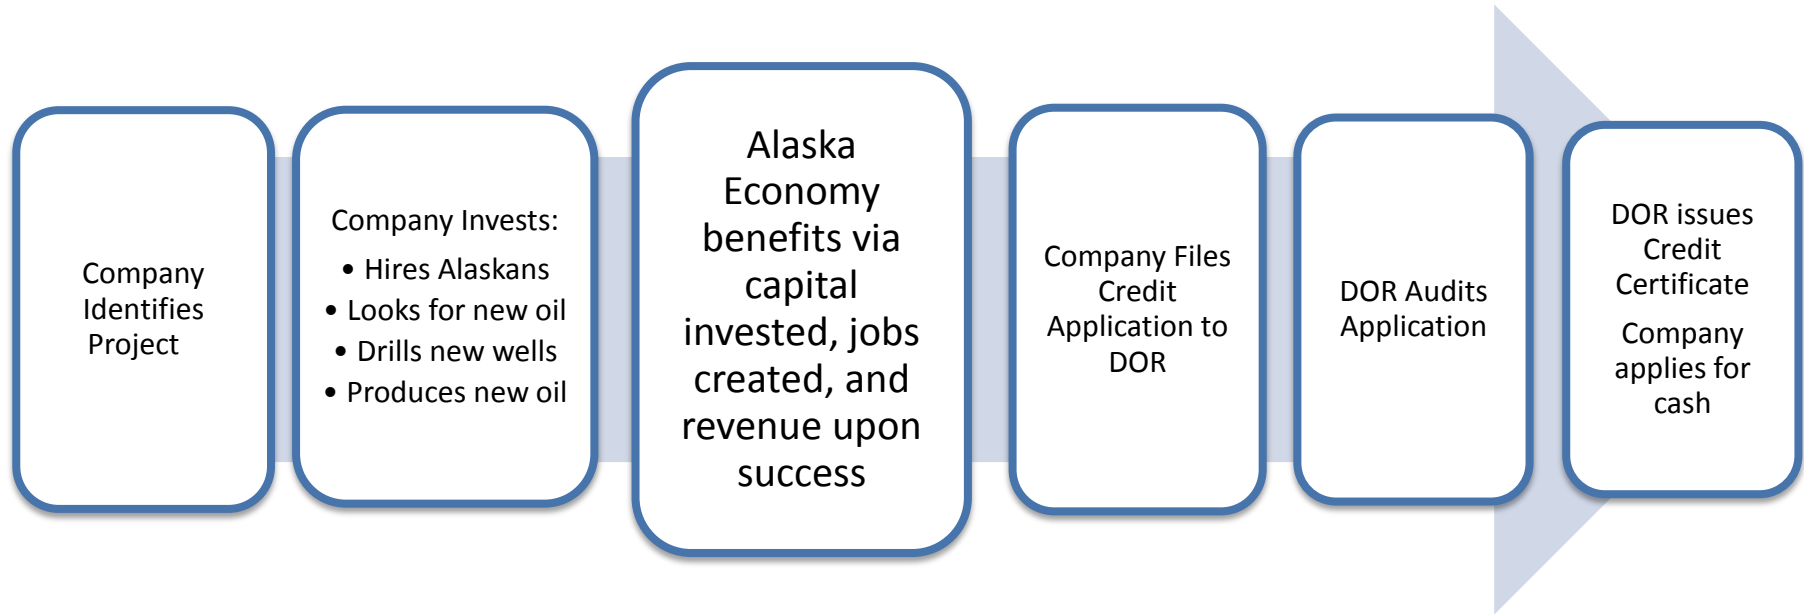 Company
Identifies
Project
Company Invests:
• Hires Alaskans
• Looks for new oil
• Drills new wells
• Produces new oil
Alaska
Economy
benefits via
capital
invested, jobs
created, and
revenue upon
success
Company Files
Credit
Application to
DOR
DOR Audits
Application
DOR issues
Credit
Certificate
Company
applies for
cash